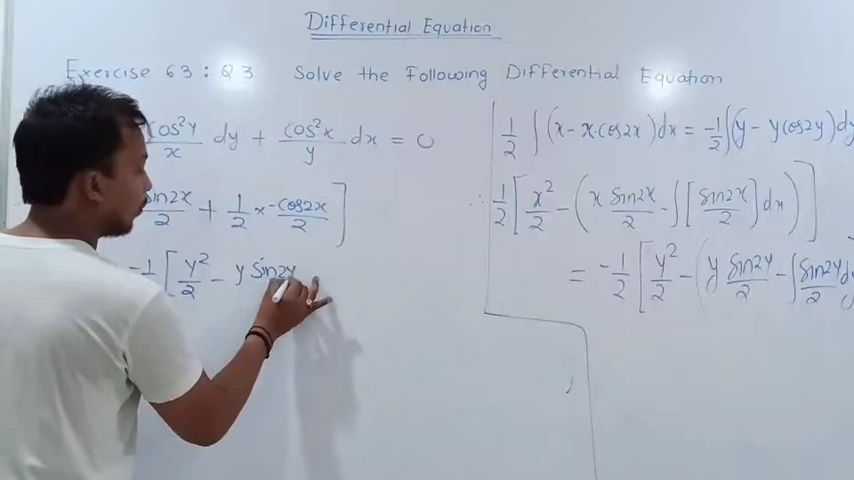 Differential Equation
Exercise 63 : Q 3 Solve the Following Differential Equation
cos²y/x dy + cos²x/y dx = 0
sin2x/2 + 1/2 x -cos2x/2 ]
-1/2 [ y²/2 - y sin2y
1/2 ∫ (x - x cos2x) dx = -1/2 ∫ (y - y cos2y) dy
∴ 1/2 [ x²/2 - ( x sin2x/2 - ∫ [ sin2x/2 ] dx ) ]
= -1/2 [ y²/2 - ( y sin2y/2 - ∫ sin2y/2 dy